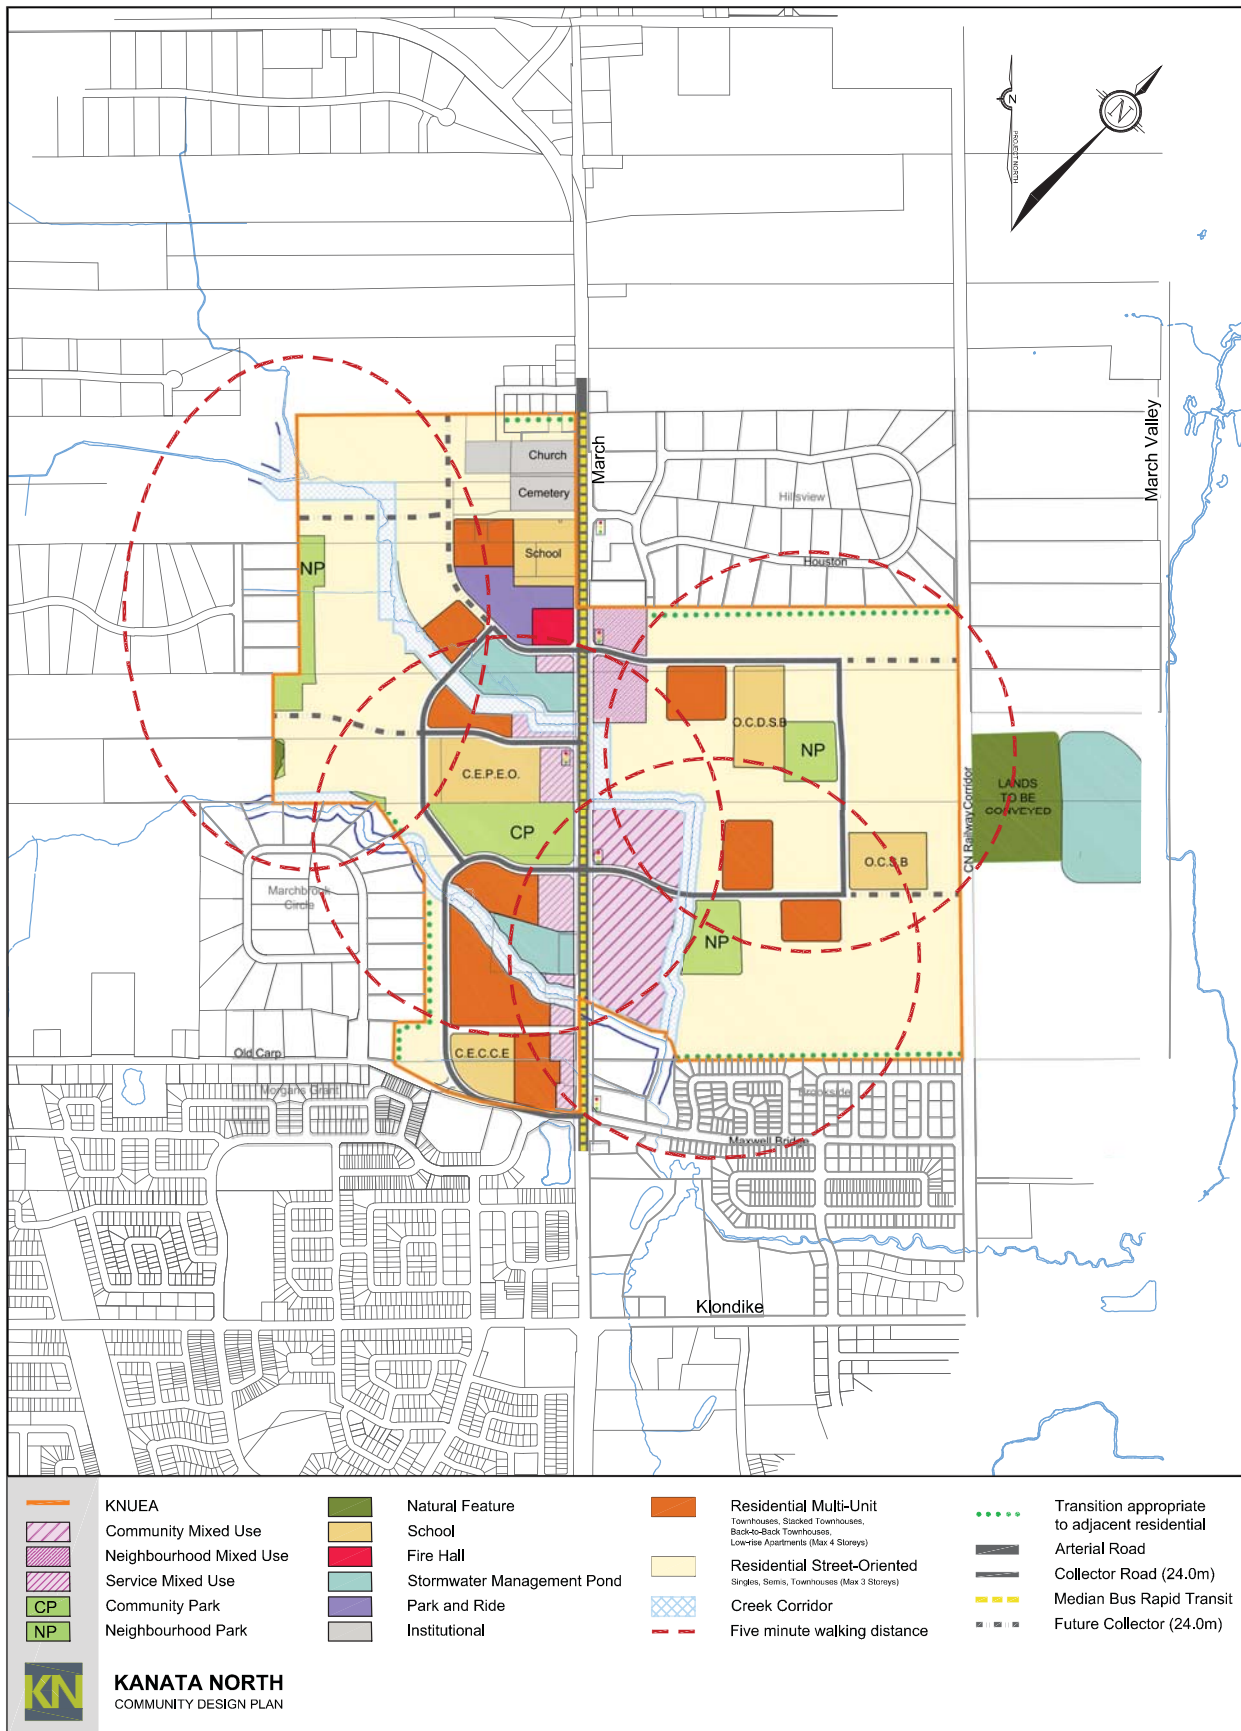 N
PROJECT NORTH
N
March Valley
March
Church
Cemetery
Hillsview
School
Houston
NP
O.C.D.S.B
NP
C.E.P.E.O.
LANDS
TO BE
CONVEYED
CN Railway Corridor
CP
O.C.S.B
Marchbrook
Circle
NP
Old Carp
C.E.C.C.E
Morgans Grant
Brookside
Maxwell Bridge
Klondike
KNUEA
Community Mixed Use
Neighbourhood Mixed Use
Service Mixed Use
CP Community Park
NP Neighbourhood Park
Natural Feature
School
Fire Hall
Stormwater Management Pond
Park and Ride
Institutional
Residential Multi-Unit
Townhouses, Stacked Townhouses,
Back-to-Back Townhouses,
Low-rise Apartments (Max 4 Storeys)
Residential Street-Oriented
Singles, Semis, Townhouses (Max 3 Storeys)
Creek Corridor
Five minute walking distance
Transition appropriate
to adjacent residential
Arterial Road
Collector Road (24.0m)
Median Bus Rapid Transit
Future Collector (24.0m)
KN
KANATA NORTH
COMMUNITY DESIGN PLAN